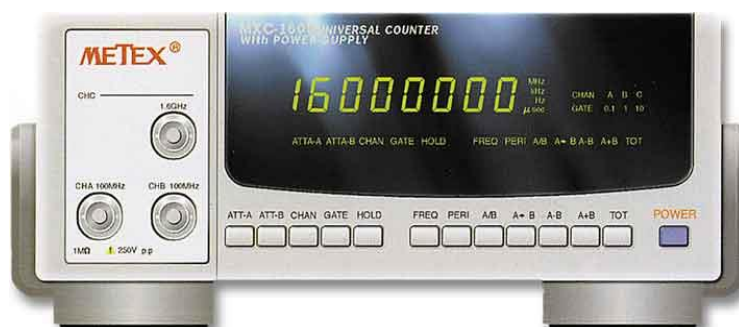 METEX®
CHC
1.6GHz
CHA 100MHz CHB 100MHz
1MΩ ! 250V p.p
MXC-1600 UNIVERSAL COUNTER
with POWER SUPPLY
16000000
MHz
kHz
Hz
μsec
CHAN A B C
GATE 0.1 1 10
ATTA-A ATTA-B CHAN GATE HOLD FREQ PERI A/B A➔B A-B A+B TOT
ATT-A ATT-B CHAN GATE HOLD FREQ PERI A/B A➔B A-B A+B TOT POWER